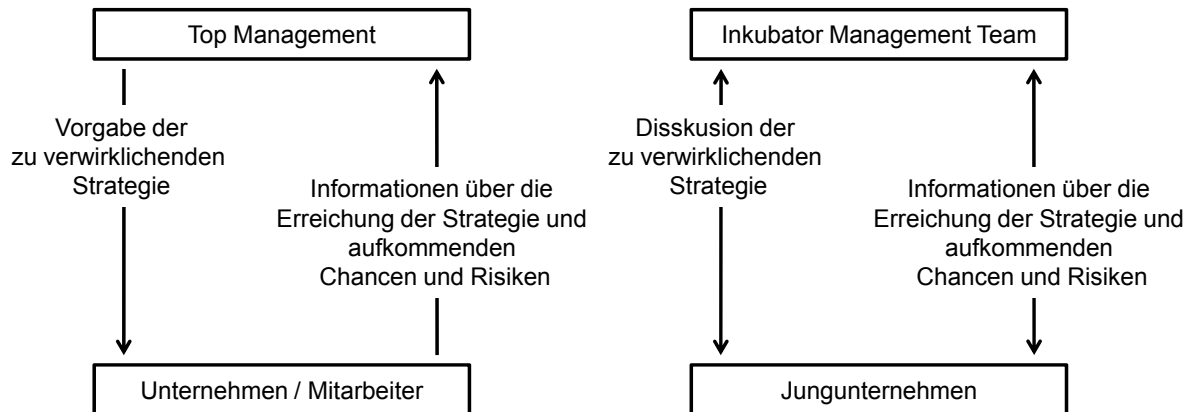 Top Management
Vorgabe der
zu verwirklichenden
Strategie
Informationen über die
Erreichung der Strategie und
aufkommenden
Chancen und Risiken
Unternehmen / Mitarbeiter
Inkubator Management Team
Disskusion der
zu verwirklichenden
Strategie
Informationen über die
Erreichung der Strategie und
aufkommenden
Chancen und Risiken
Jungunternehmen